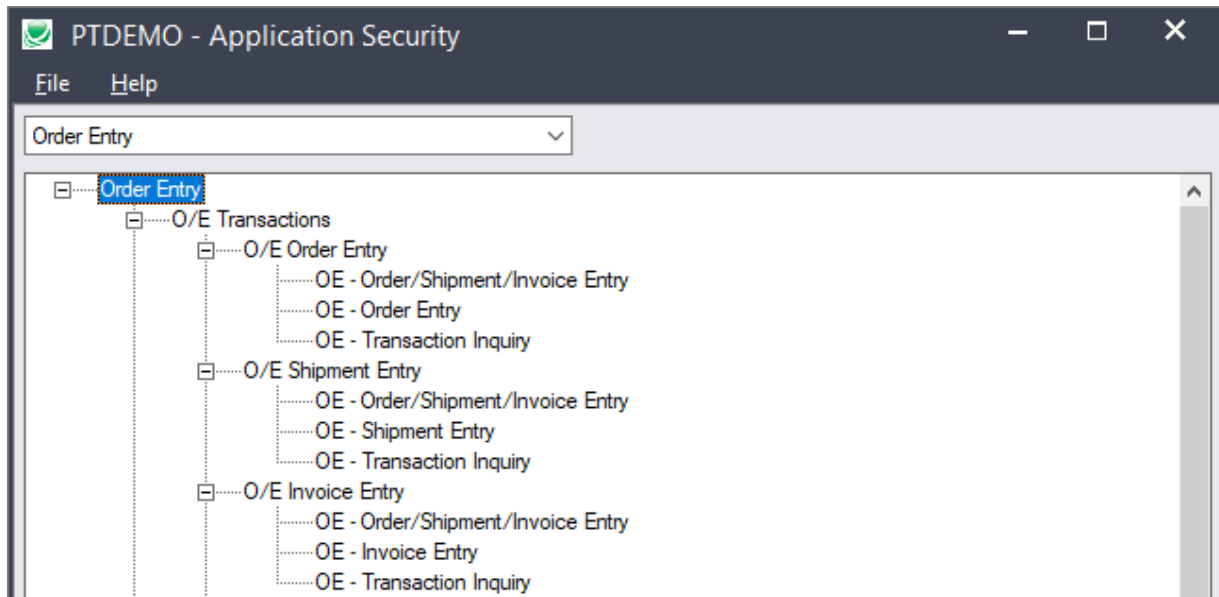 PTDEMO - Application Security
File Help
Order Entry
Order Entry
O/E Transactions
O/E Order Entry
OE - Order/Shipment/Invoice Entry
OE - Order Entry
OE - Transaction Inquiry
O/E Shipment Entry
OE - Order/Shipment/Invoice Entry
OE - Shipment Entry
OE - Transaction Inquiry
O/E Invoice Entry
OE - Order/Shipment/Invoice Entry
OE - Invoice Entry
OE - Transaction Inquiry